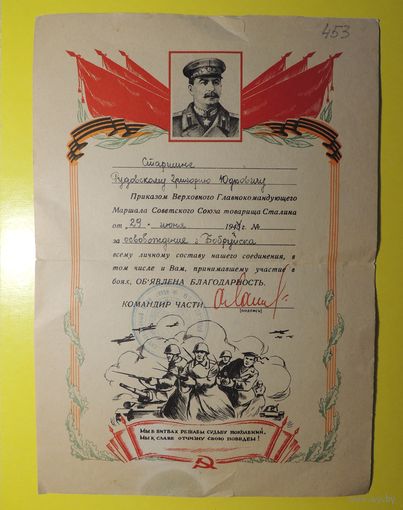 453
Старшине
Рудовскому Григорию Юдковичу
Приказом Верховного Главнокомандующего
Маршала Советского Союза товарища Сталина
от 29 июня 1944 г. №
за освобождение г. Бобруйска
всему личному составу нашего соединения, в
том числе и Вам, принимавшему участие в
боях, ОБ'ЯВЛЕНА БЛАГОДАРНОСТЬ.
КОМАНДИР ЧАСТИ
(подпись)
МЫ В БИТВАХ РЕШАЕМ СУДЬБУ ПОКОЛЕНИЙ,
МЫ К СЛАВЕ ОТЧИЗНУ СВОЮ ПОВЕДЕМ!